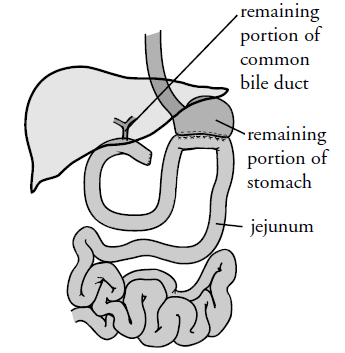 remaining
portion of
common
bile duct
remaining
portion of
stomach
jejunum